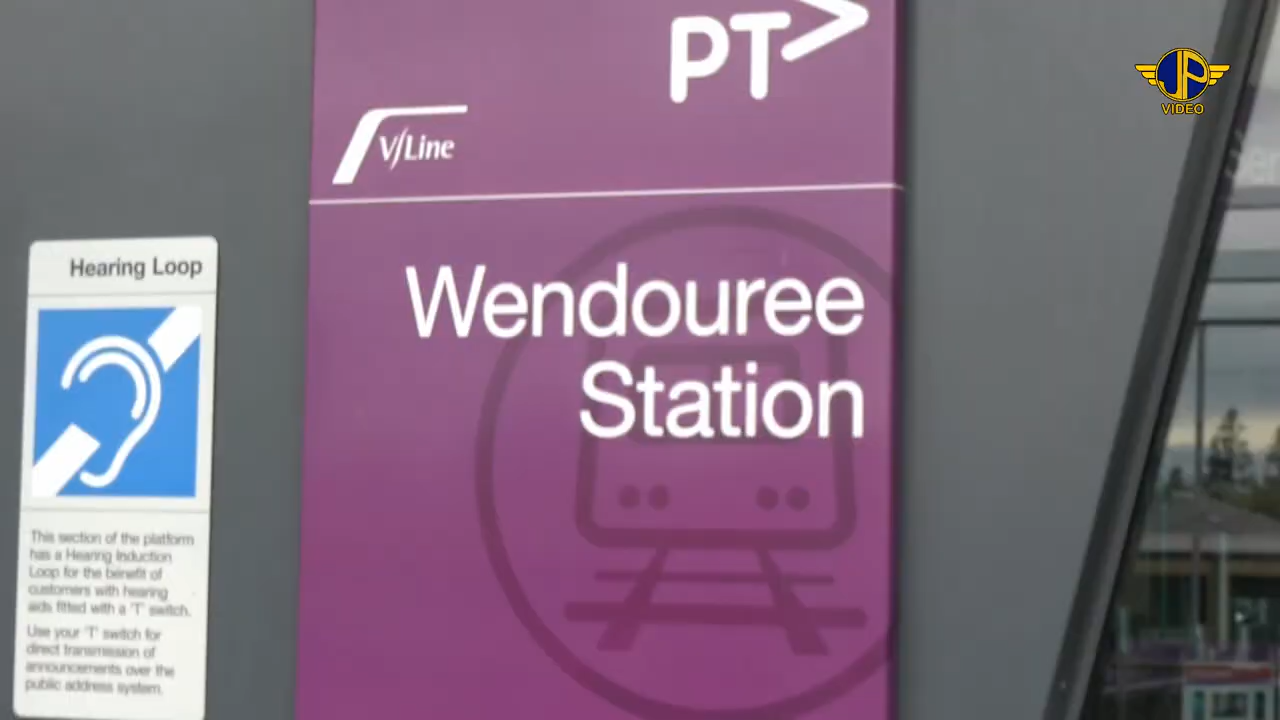 PT
V/Line
Wendouree
Station
Hearing Loop
This section of the platform
has a Hearing Induction
Loop for the benefit of
customers with hearing
aids fitted with a 'T' switch.
Use your 'T' switch for
direct transmission of
announcements over the
public address system.
JP
VIDEO